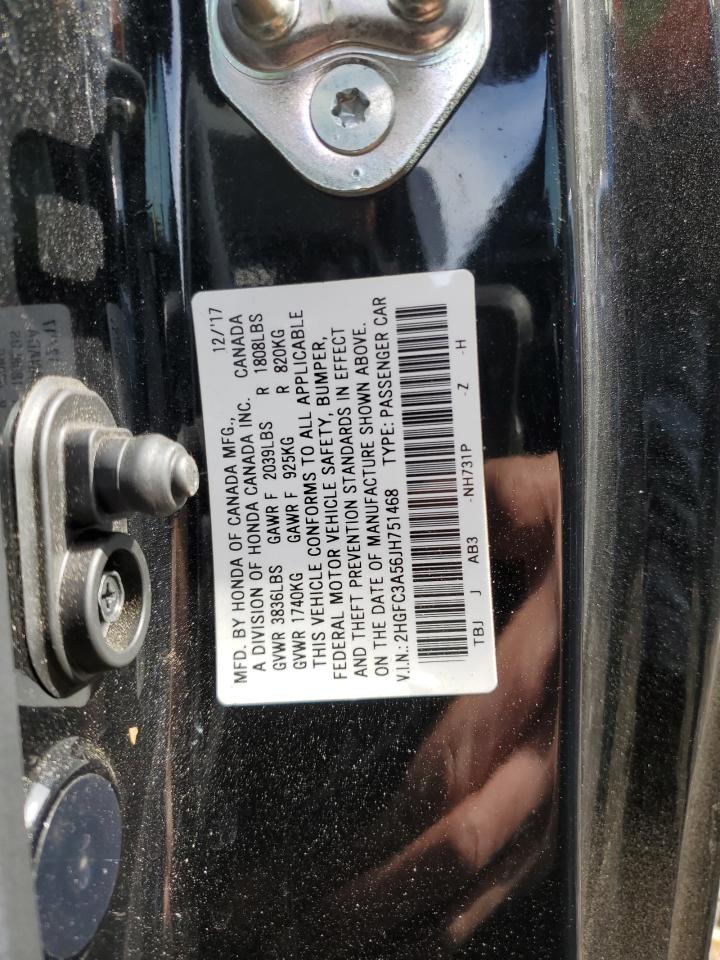 MFD. BY HONDA OF CANADA MFG., 12/'17
A DIVISION OF HONDA CANADA INC. CANADA
GVWR 3836LBS GAWR F 2039LBS R 1808LBS
GVWR 1740KG GAWR F 925KG R 820KG
THIS VEHICLE CONFORMS TO ALL APPLICABLE
FEDERAL MOTOR VEHICLE SAFETY, BUMPER,
AND THEFT PREVENTION STANDARDS IN EFFECT
ON THE DATE OF MANUFACTURE SHOWN ABOVE.
V.I.N.: 2HGFC3A56JH751468 TYPE: PASSENGER CAR
TBJ J AB3 -NH731P -Z -H